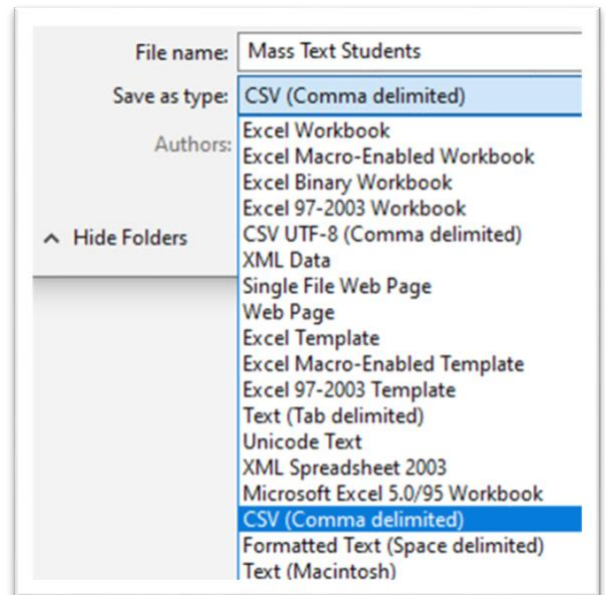 File name: Mass Text Students
Save as type: CSV (Comma delimited)
Authors:
Excel Workbook
Excel Macro-Enabled Workbook
Excel Binary Workbook
Excel 97-2003 Workbook
Hide Folders
CSV UTF-8 (Comma delimited)
XML Data
Single File Web Page
Web Page
Excel Template
Excel Macro-Enabled Template
Excel 97-2003 Template
Text (Tab delimited)
Unicode Text
XML Spreadsheet 2003
Microsoft Excel 5.0/95 Workbook
CSV (Comma delimited)
Formatted Text (Space delimited)
Text (Macintosh)